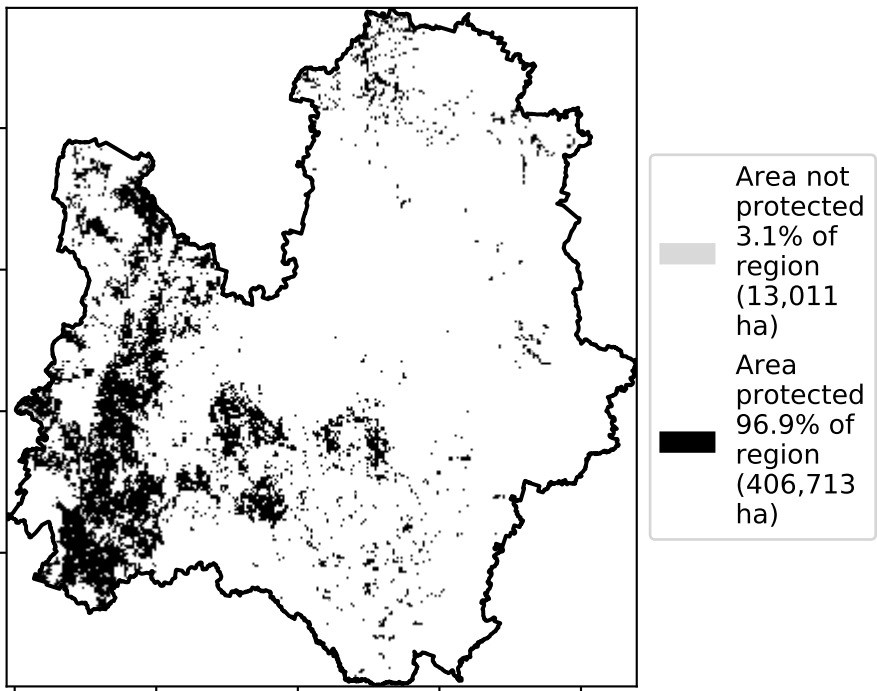 Area not
protected
3.1% of
region
(13,011
ha)
Area
protected
96.9% of
region
(406,713
ha)